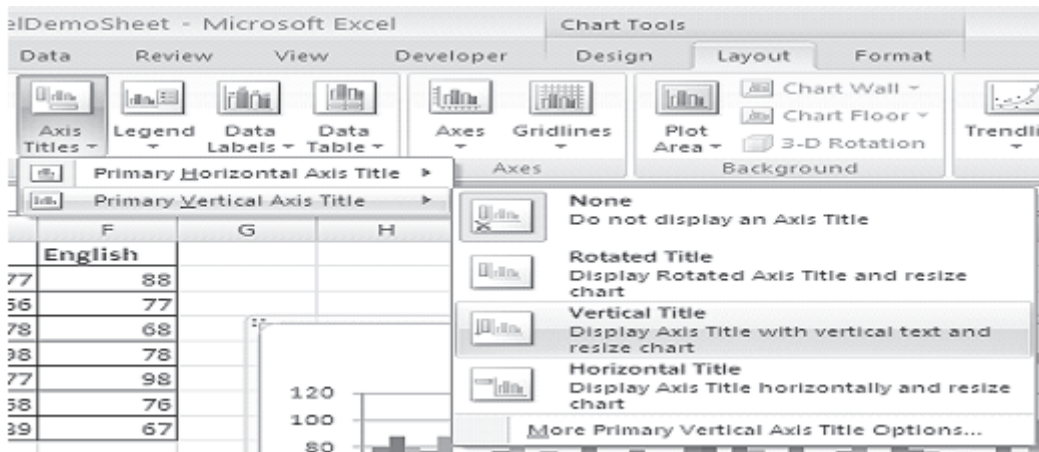 elDemoSheet - Microsoft Excel
Chart Tools
Data Review View Developer Design Layout Format
Axis Titles
Legend
Data Labels
Data Table
Axes
Gridlines
Plot Area
Chart Wall
Chart Floor
3-D Rotation
Trendli
Axes
Background
Primary Horizontal Axis Title
Primary Vertical Axis Title
None
Do not display an Axis Title
Rotated Title
Display Rotated Axis Title and resize
chart
Vertical Title
Display Axis Title with vertical text and
resize chart
Horizontal Title
Display Axis Title horizontally and resize
chart
More Primary Vertical Axis Title Options...
F G H
English
77 88
56 77
78 68
98 78
77 98
58 76
89 67
120
100
80